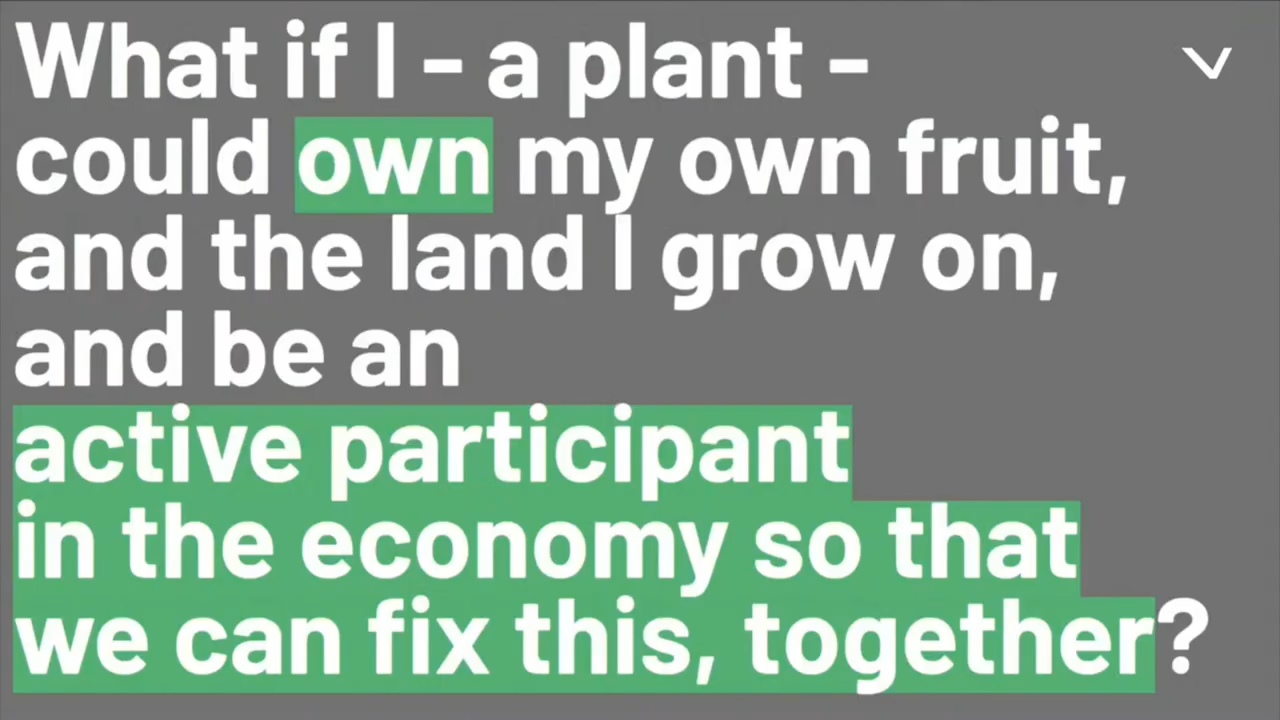 What if I - a plant -
could own my own fruit,
and the land I grow on,
and be an
active participant
in the economy so that
we can fix this, together?